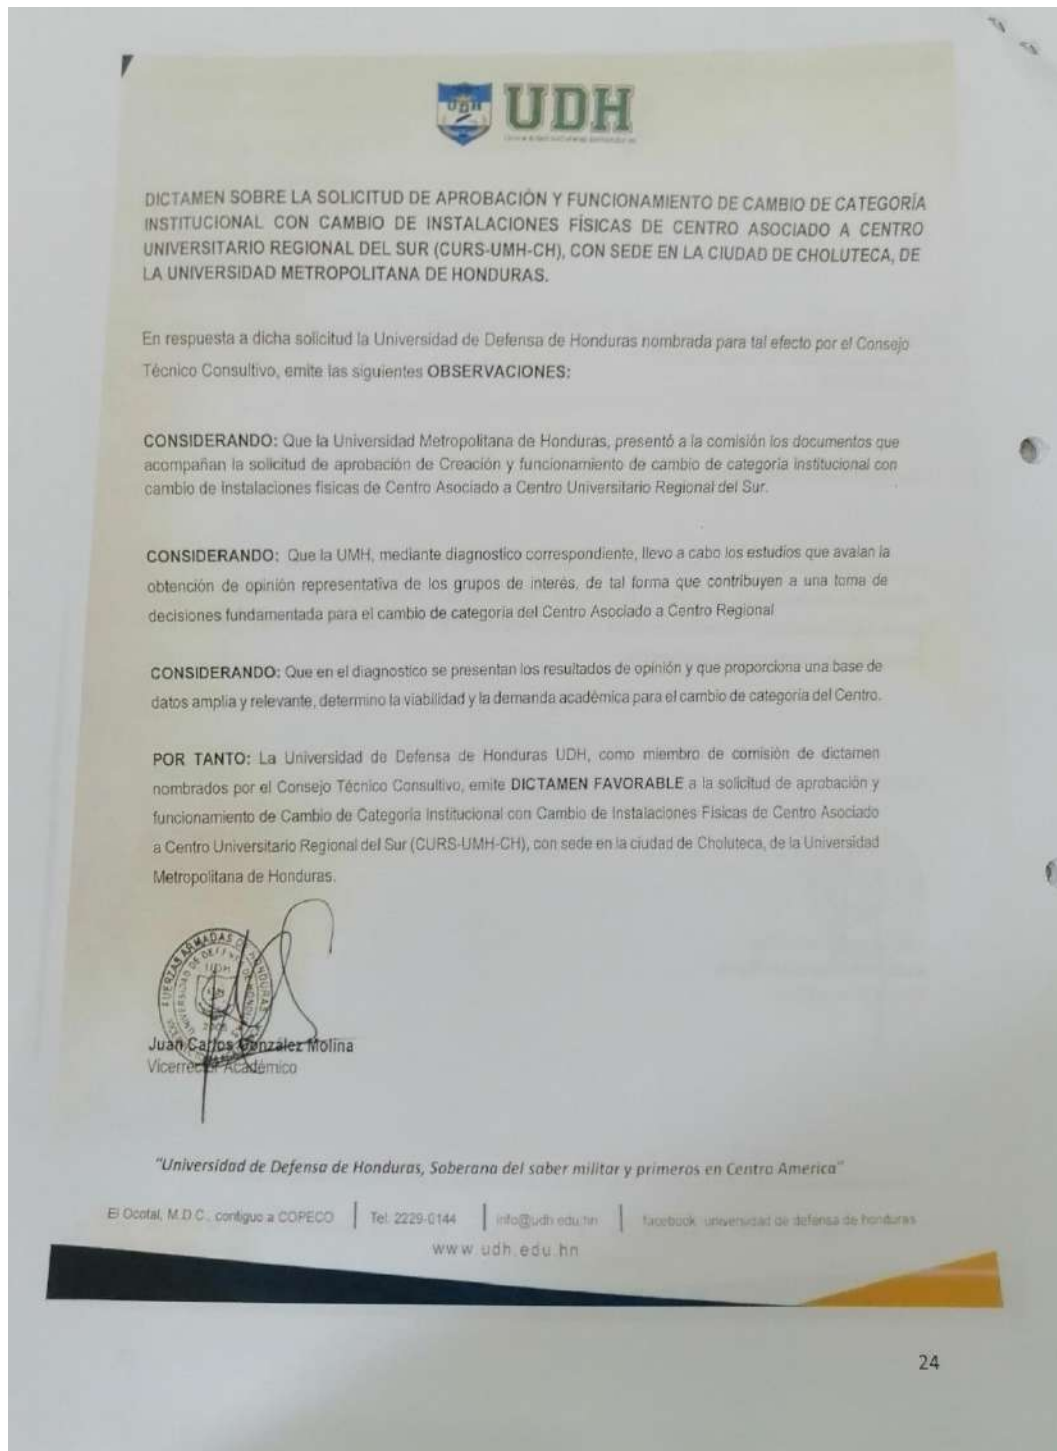 UDH
UDH
DICTAMEN SOBRE LA SOLICITUD DE APROBACIÓN Y FUNCIONAMIENTO DE CAMBIO DE CATEGORÍA
INSTITUCIONAL CON CAMBIO DE INSTALACIONES FÍSICAS DE CENTRO ASOCIADO A CENTRO
UNIVERSITARIO REGIONAL DEL SUR (CURS-UMH-CH), CON SEDE EN LA CIUDAD DE CHOLUTECA, DE
LA UNIVERSIDAD METROPOLITANA DE HONDURAS.
En respuesta a dicha solicitud la Universidad de Defensa de Honduras nombrada para tal efecto por el Consejo
Técnico Consultivo, emite las siguientes OBSERVACIONES:
CONSIDERANDO: Que la Universidad Metropolitana de Honduras, presentó a la comisión los documentos que
acompañan la solicitud de aprobación de Creación y funcionamiento de cambio de categoría institucional con
cambio de Instalaciones fisicas de Centro Asociado a Centro Universitario Regional del Sur.
CONSIDERANDO: Que la UMH, mediante diagnostico correspondiente, llevo a cabo los estudios que avalan la
obtención de opinión representativa de los grupos de interés, de tal forma que contribuyen a una toma de
decisiones fundamentada para el cambio de categoría del Centro Asociado a Centro Regional
CONSIDERANDO: Que en el diagnostico se presentan los resultados de opinión y que proporciona una base de
datos amplia y relevante, determino la viabilidad y la demanda académica para el cambio de categoría del Centro.
POR TANTO: La Universidad de Defensa de Honduras UDH, como miembro de comisión de dictamen
nombrados por el Consejo Técnico Consultivo, emite DICTAMEN FAVORABLE a la solicitud de aprobación y
funcionamiento de Cambio de Categoría Institucional con Cambio de Instalaciones Físicas de Centro Asociado
a Centro Universitario Regional del Sur (CURS-UMH-CH), con sede en la ciudad de Choluteca, de la Universidad
Metropolitana de Honduras.
FUERZAS ARMADAS DE HONDURAS
UNIVERSIDAD DE DEFENSA DE HONDURAS
UDH
Juan Carlos González Molina
Vicerrector Académico
"Universidad de Defensa de Honduras, Soberana del saber militar y primeros en Centro America"
El Ocotal, M.D.C., contiguo a COPECO | Tel: 2229-0144 | info@udh.edu.hn | facebook: universidad de defensa de honduras
www.udh.edu.hn
24